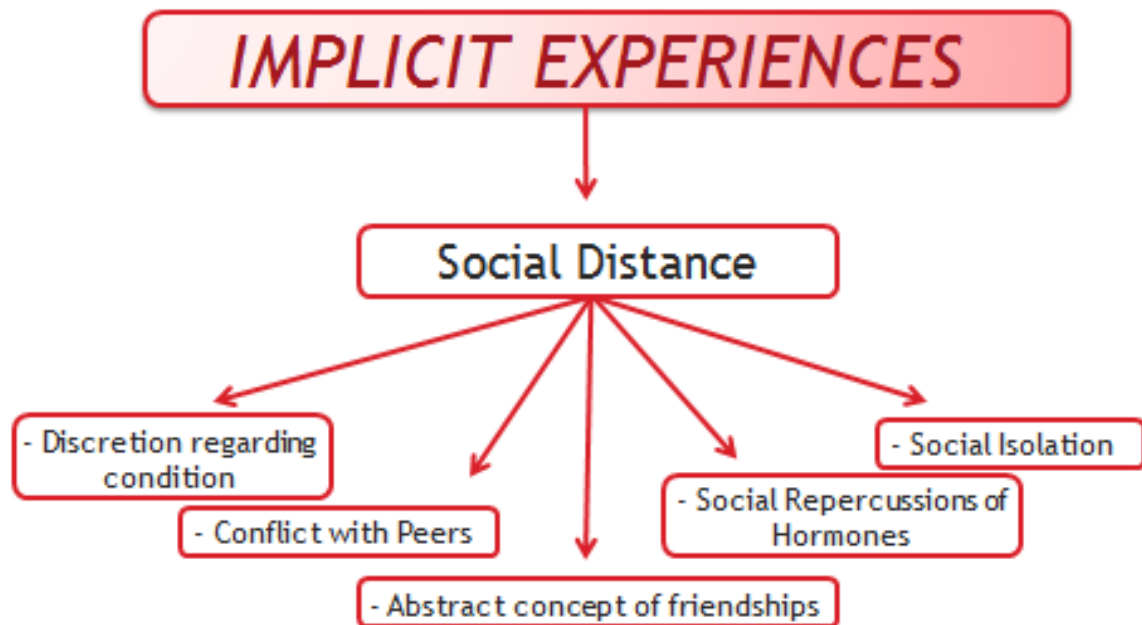 IMPLICIT EXPERIENCES
Social Distance
- Discretion regarding
condition
- Conflict with Peers
- Abstract concept of friendships
- Social Repercussions of
Hormones
- Social Isolation